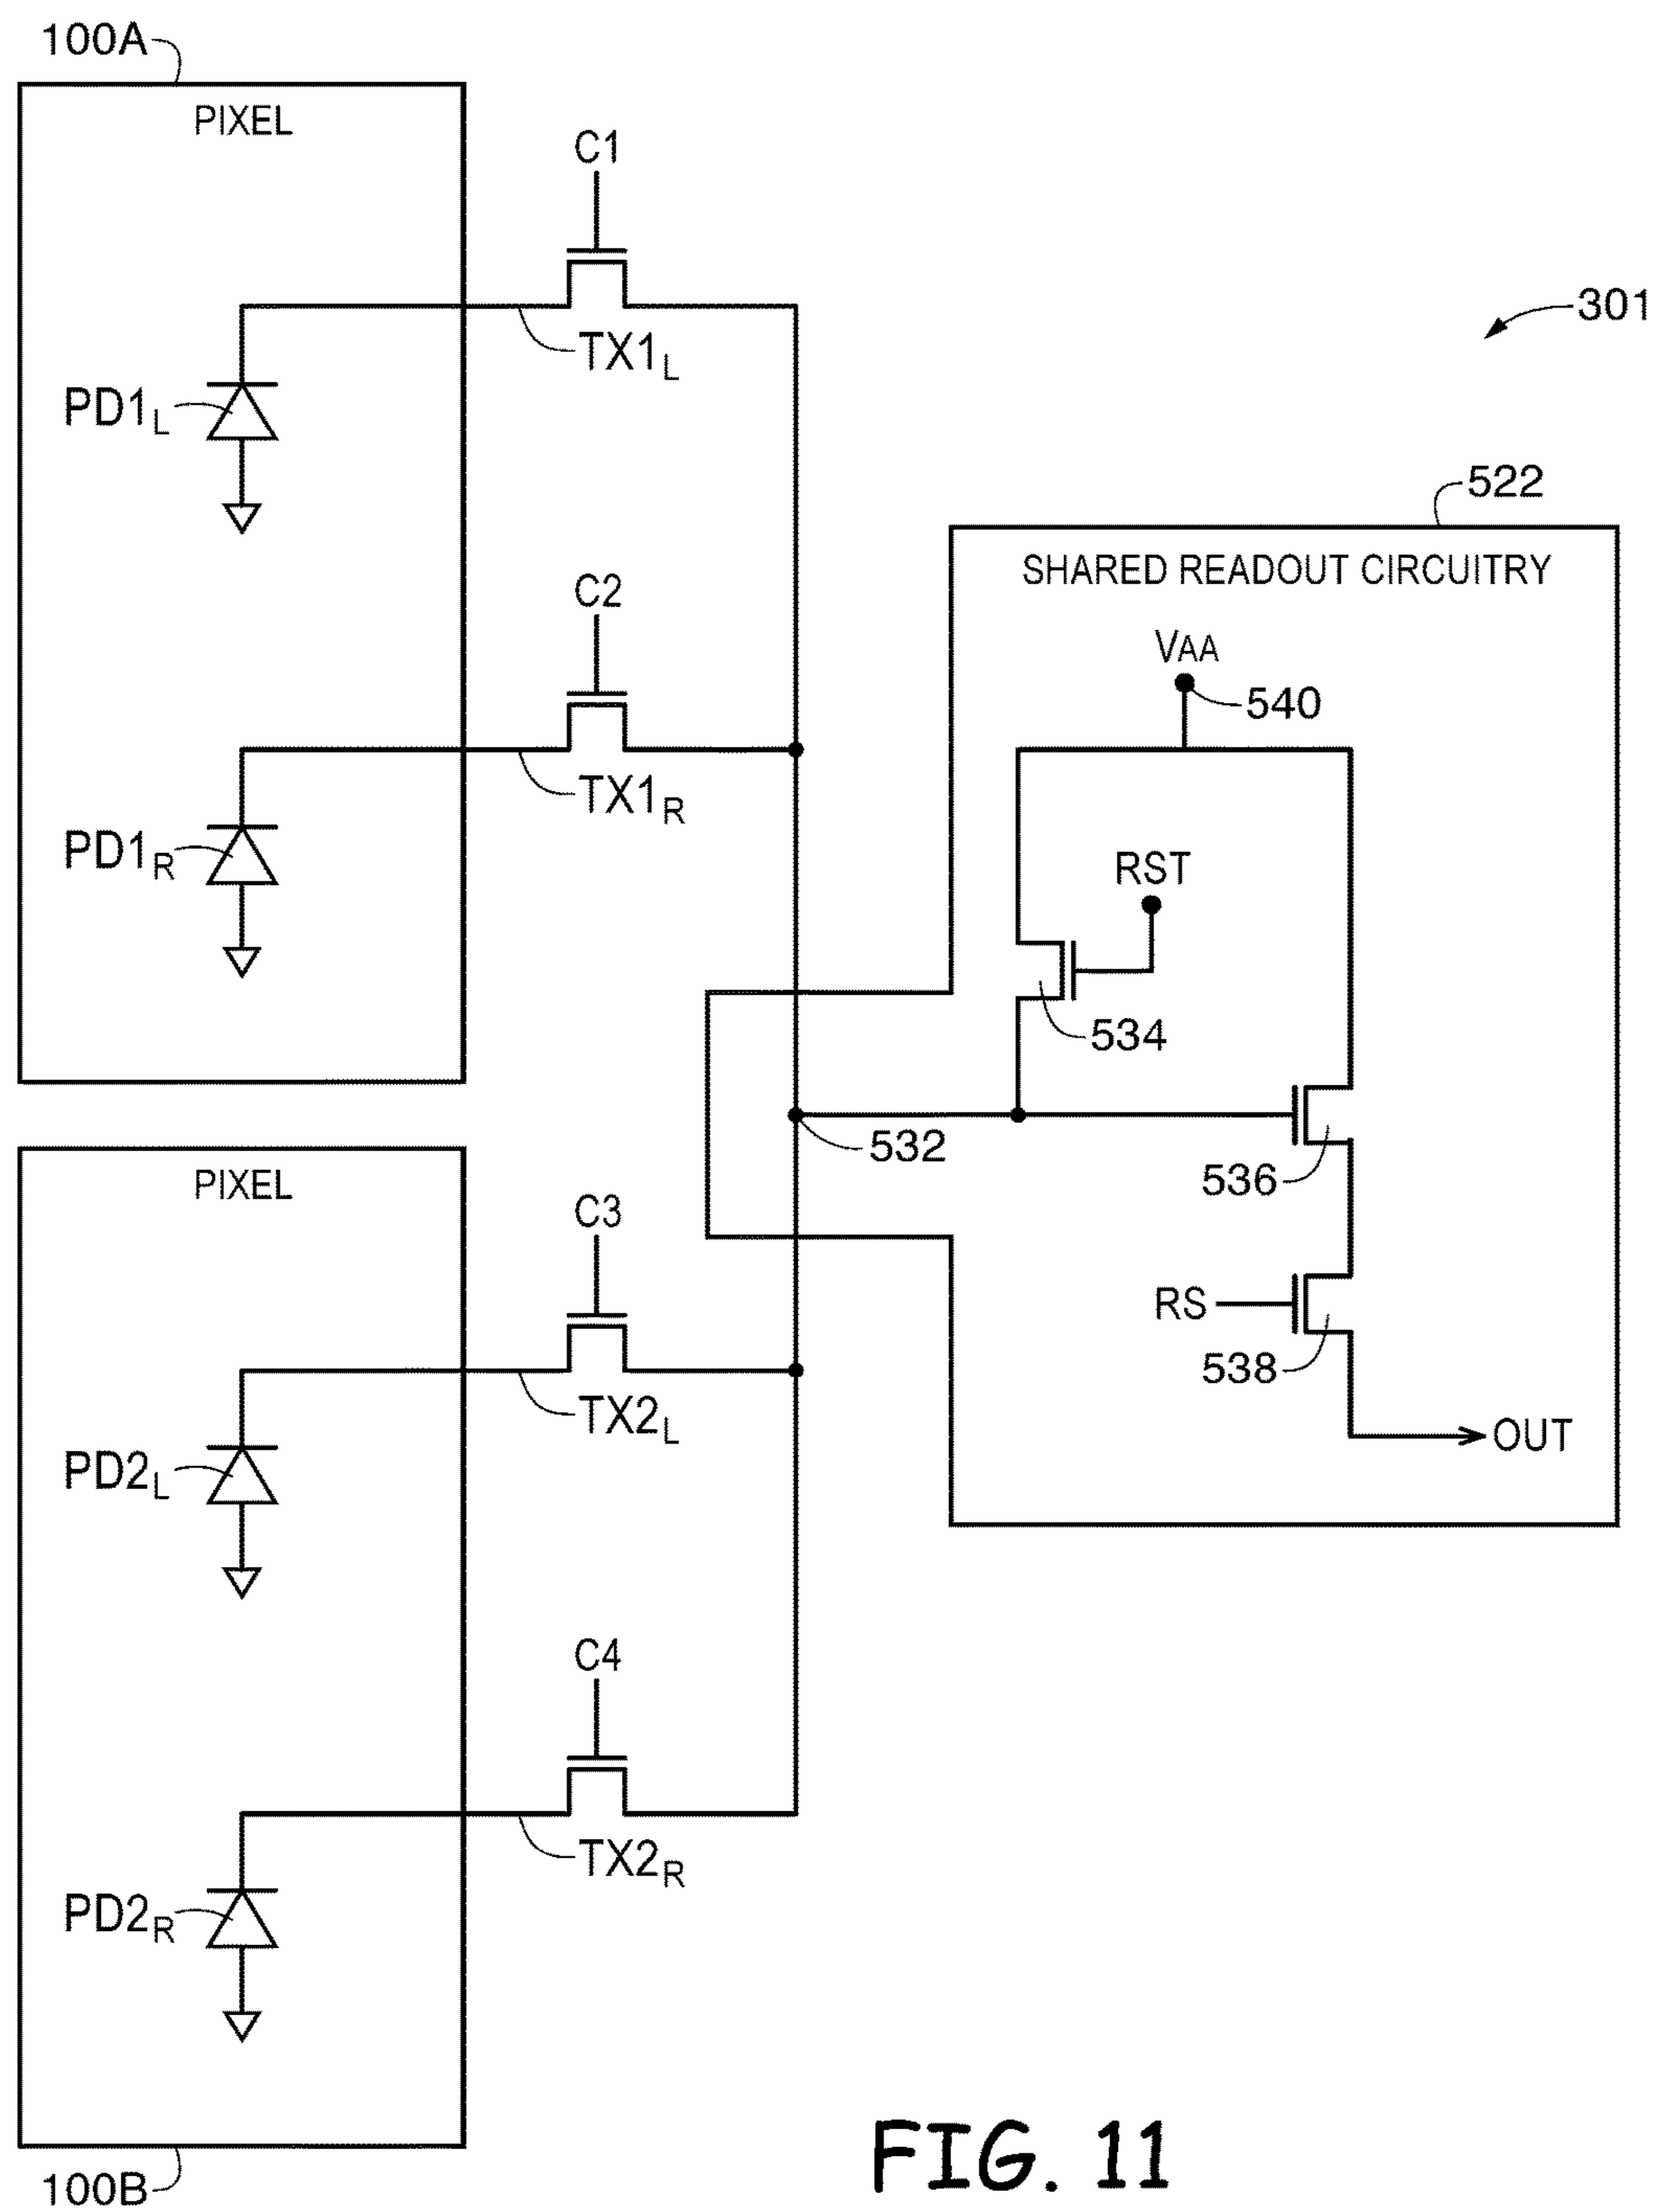 100A
PIXEL
C1
301
TX1L
PD1L
522
SHARED READOUT CIRCUITRY
C2
VAA
540
TX1R
PD1R
RST
534
532
536
PIXEL
C3
RS
538
TX2L
OUT
PD2L
C4
TX2R
PD2R
FIG. 11
100B